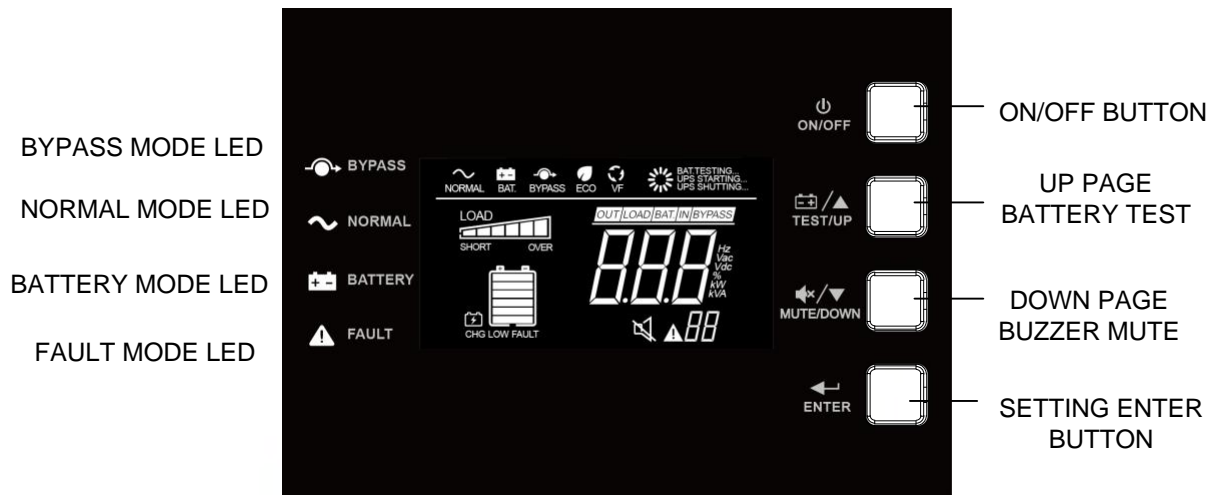 BYPASS MODE LED
NORMAL MODE LED
BATTERY MODE LED
FAULT MODE LED
BYPASS
NORMAL
BATTERY
FAULT
NORMAL BAT. BYPASS ECO VF
BAT.TESTING...
UPS STARTING...
UPS SHUTTING...
LOAD
SHORT OVER
CHG LOW FAULT
OUT LOAD BAT. IN BYPASS
8.8.8
Hz
Vac
Vdc
%
kW
kVA
88
ON/OFF
TEST/UP
MUTE/DOWN
ENTER
ON/OFF BUTTON
UP PAGE
BATTERY TEST
DOWN PAGE
BUZZER MUTE
SETTING ENTER
BUTTON